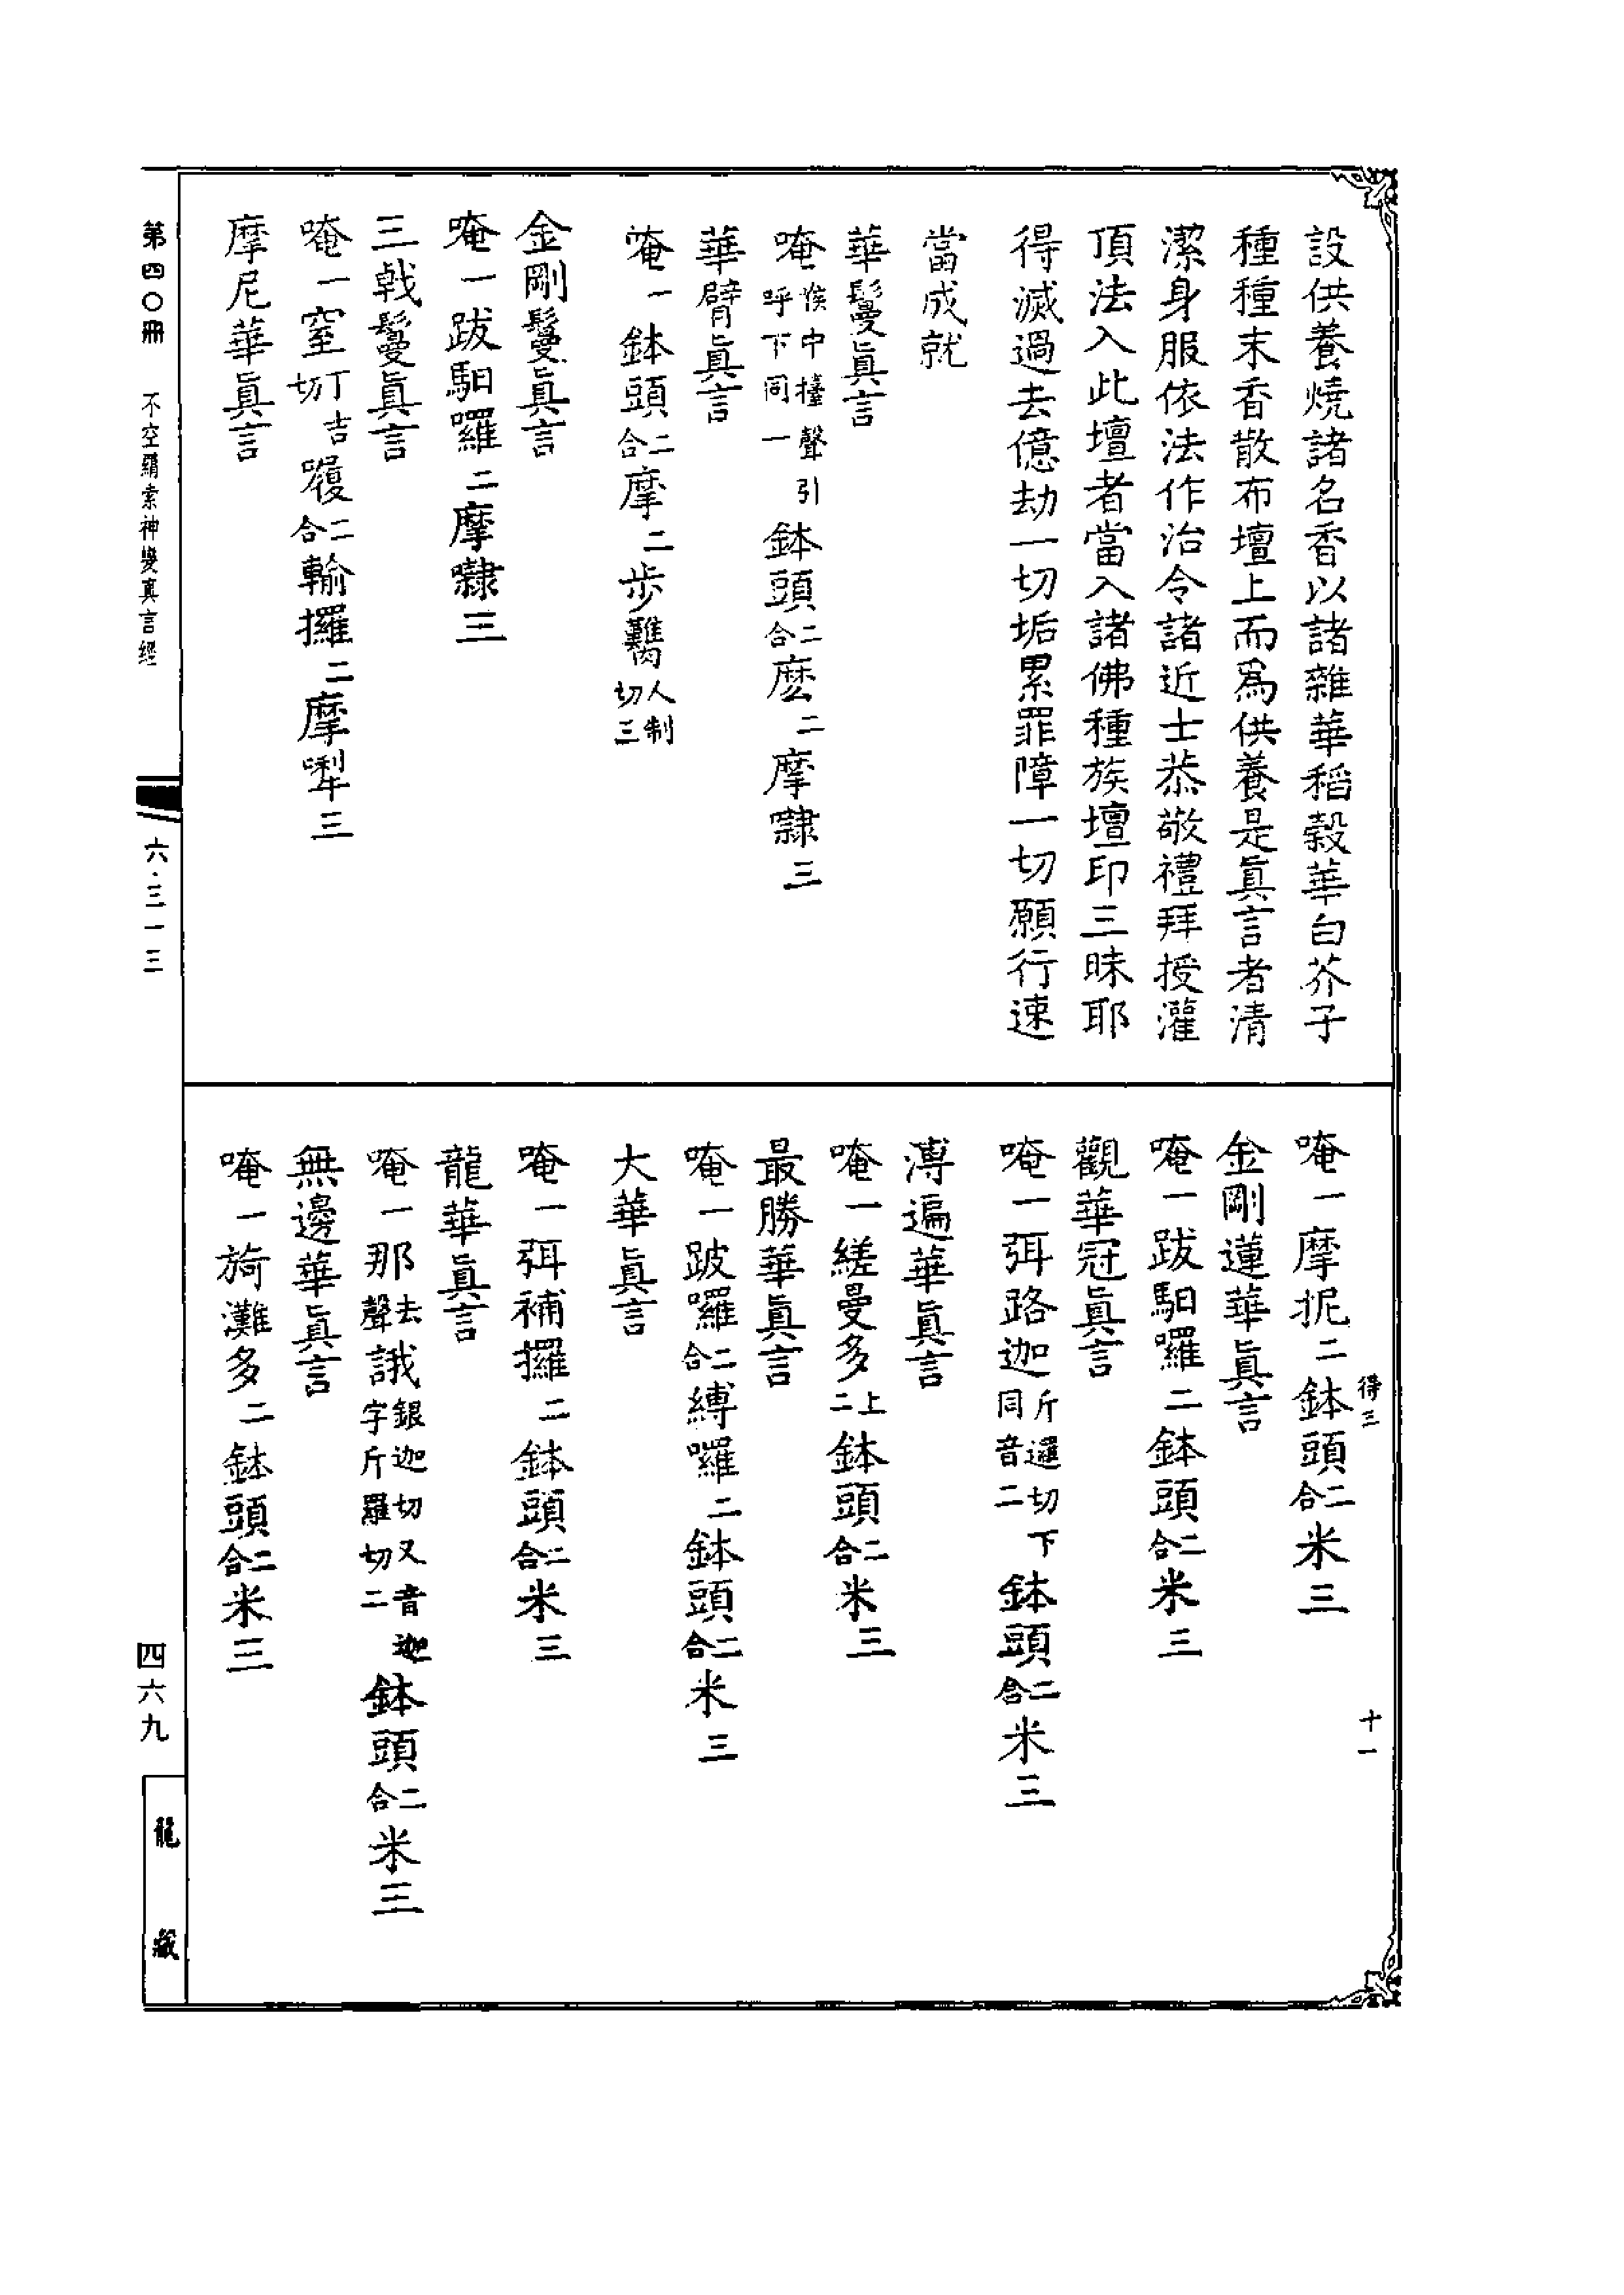 設供養燒諸名香以諸雜華稻穀華白芥子
種種末香散布壇上而爲供養是眞言者清
潔身服依法作治令諸近士恭敬禮拜授灌
頂法入此壇者當入諸佛種族壇印三昧耶
得滅過去億劫一切垢累罪障一切願行速
當成就
華鬘眞言
唵喉中擡聲引呼下同一鉢頭二合麽二摩㘑三
華臂眞言
唵一鉢頭二合摩二步爇人制切三
金剛鬘眞言
唵一跋馹囉二摩㘑三
三戟鬘眞言
唵一窒丁吉切㗚二合輸攞二摩㘑三
摩尼華眞言
得三
十一
唵一摩抳二鉢頭二合米三
金剛蓮華眞言
唵一跋馹囉二鉢頭二合米三
觀華冠眞言
唵一弭路迦斤邏切下同音二鉢頭二合米三
溥遍華眞言
唵一縒曼多上二鉢頭二合米三
最勝華眞言
唵一跛囉二合縛囉二鉢頭二合米三
大華眞言
唵一弭補攞二鉢頭二合米三
龍華眞言
唵一那去聲誐銀迦切又音迦字斤羅切二鉢頭二合米三
無邊華眞言
唵一旖灘多二鉢頭二合米三
第四〇冊 不空羂索神變真言經
六·三一三
四六九
龍藏